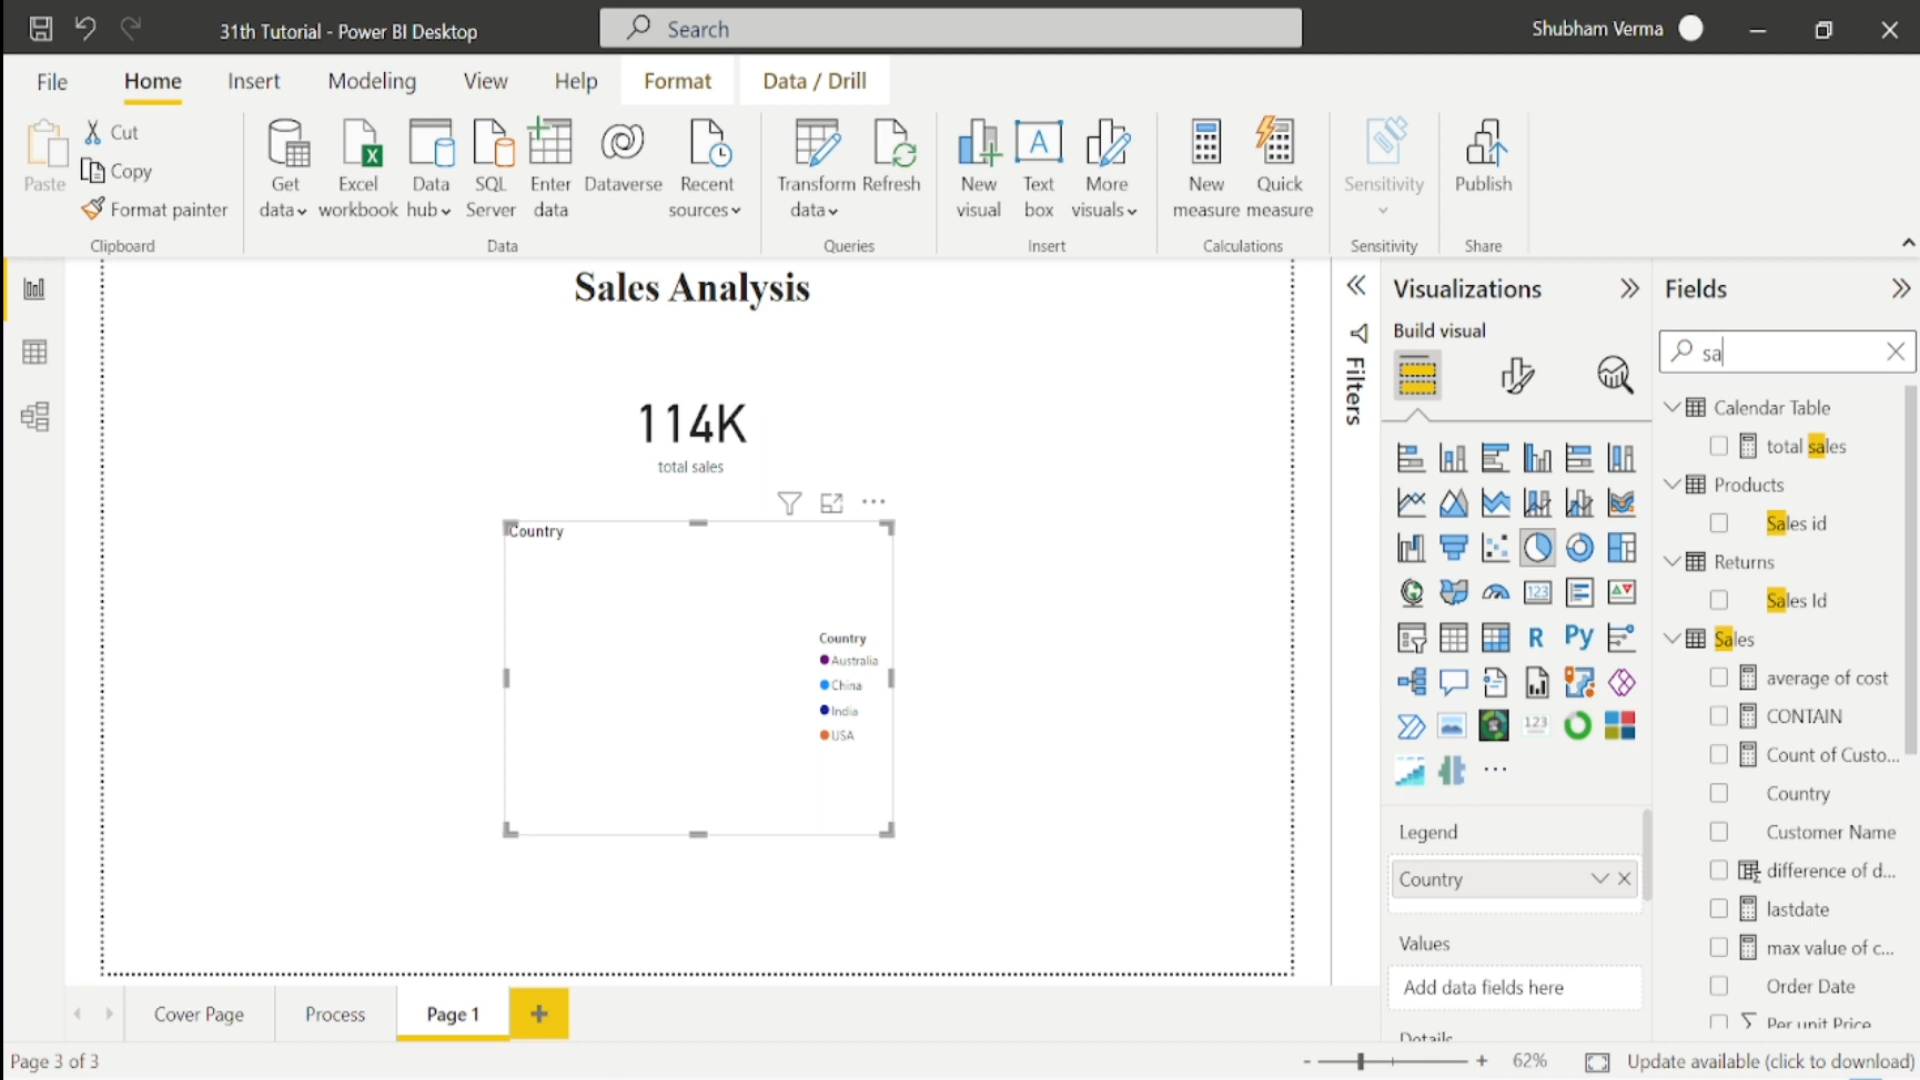 31th Tutorial - Power BI Desktop
Search
Shubham Verma
File
Home
Insert
Modeling
View
Help
Format
Data / Drill
Paste
Cut
Copy
Format painter
Clipboard
Get
data
Excel
workbook
Data
hub
SQL
Server
Enter
data
Dataverse
Recent
sources
Data
Transform
data
Refresh
Queries
New
visual
Text
box
More
visuals
Insert
New
measure
Quick
measure
Calculations
Sensitivity
Sensitivity
Publish
Share
Sales Analysis
114K
total sales
Country
Country
Australia
China
India
USA
Filters
Visualizations
Build visual
R
Py
123
123
Legend
Country
Values
Add data fields here
Details
Fields
sa
Calendar Table
total sales
Products
Sales id
Returns
Sales Id
Sales
average of cost
CONTAIN
Count of Custo...
Country
Customer Name
difference of d...
lastdate
max value of c...
Order Date
Per unit Price
Cover Page
Process
Page 1
Page 3 of 3
- + 62%
Update available (click to download)